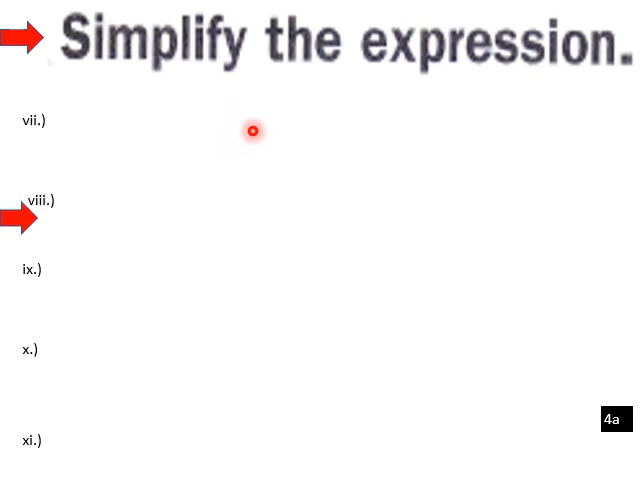 Simplify the expression.
vii.)
viii.)
ix.)
x.)
4a
xi.)